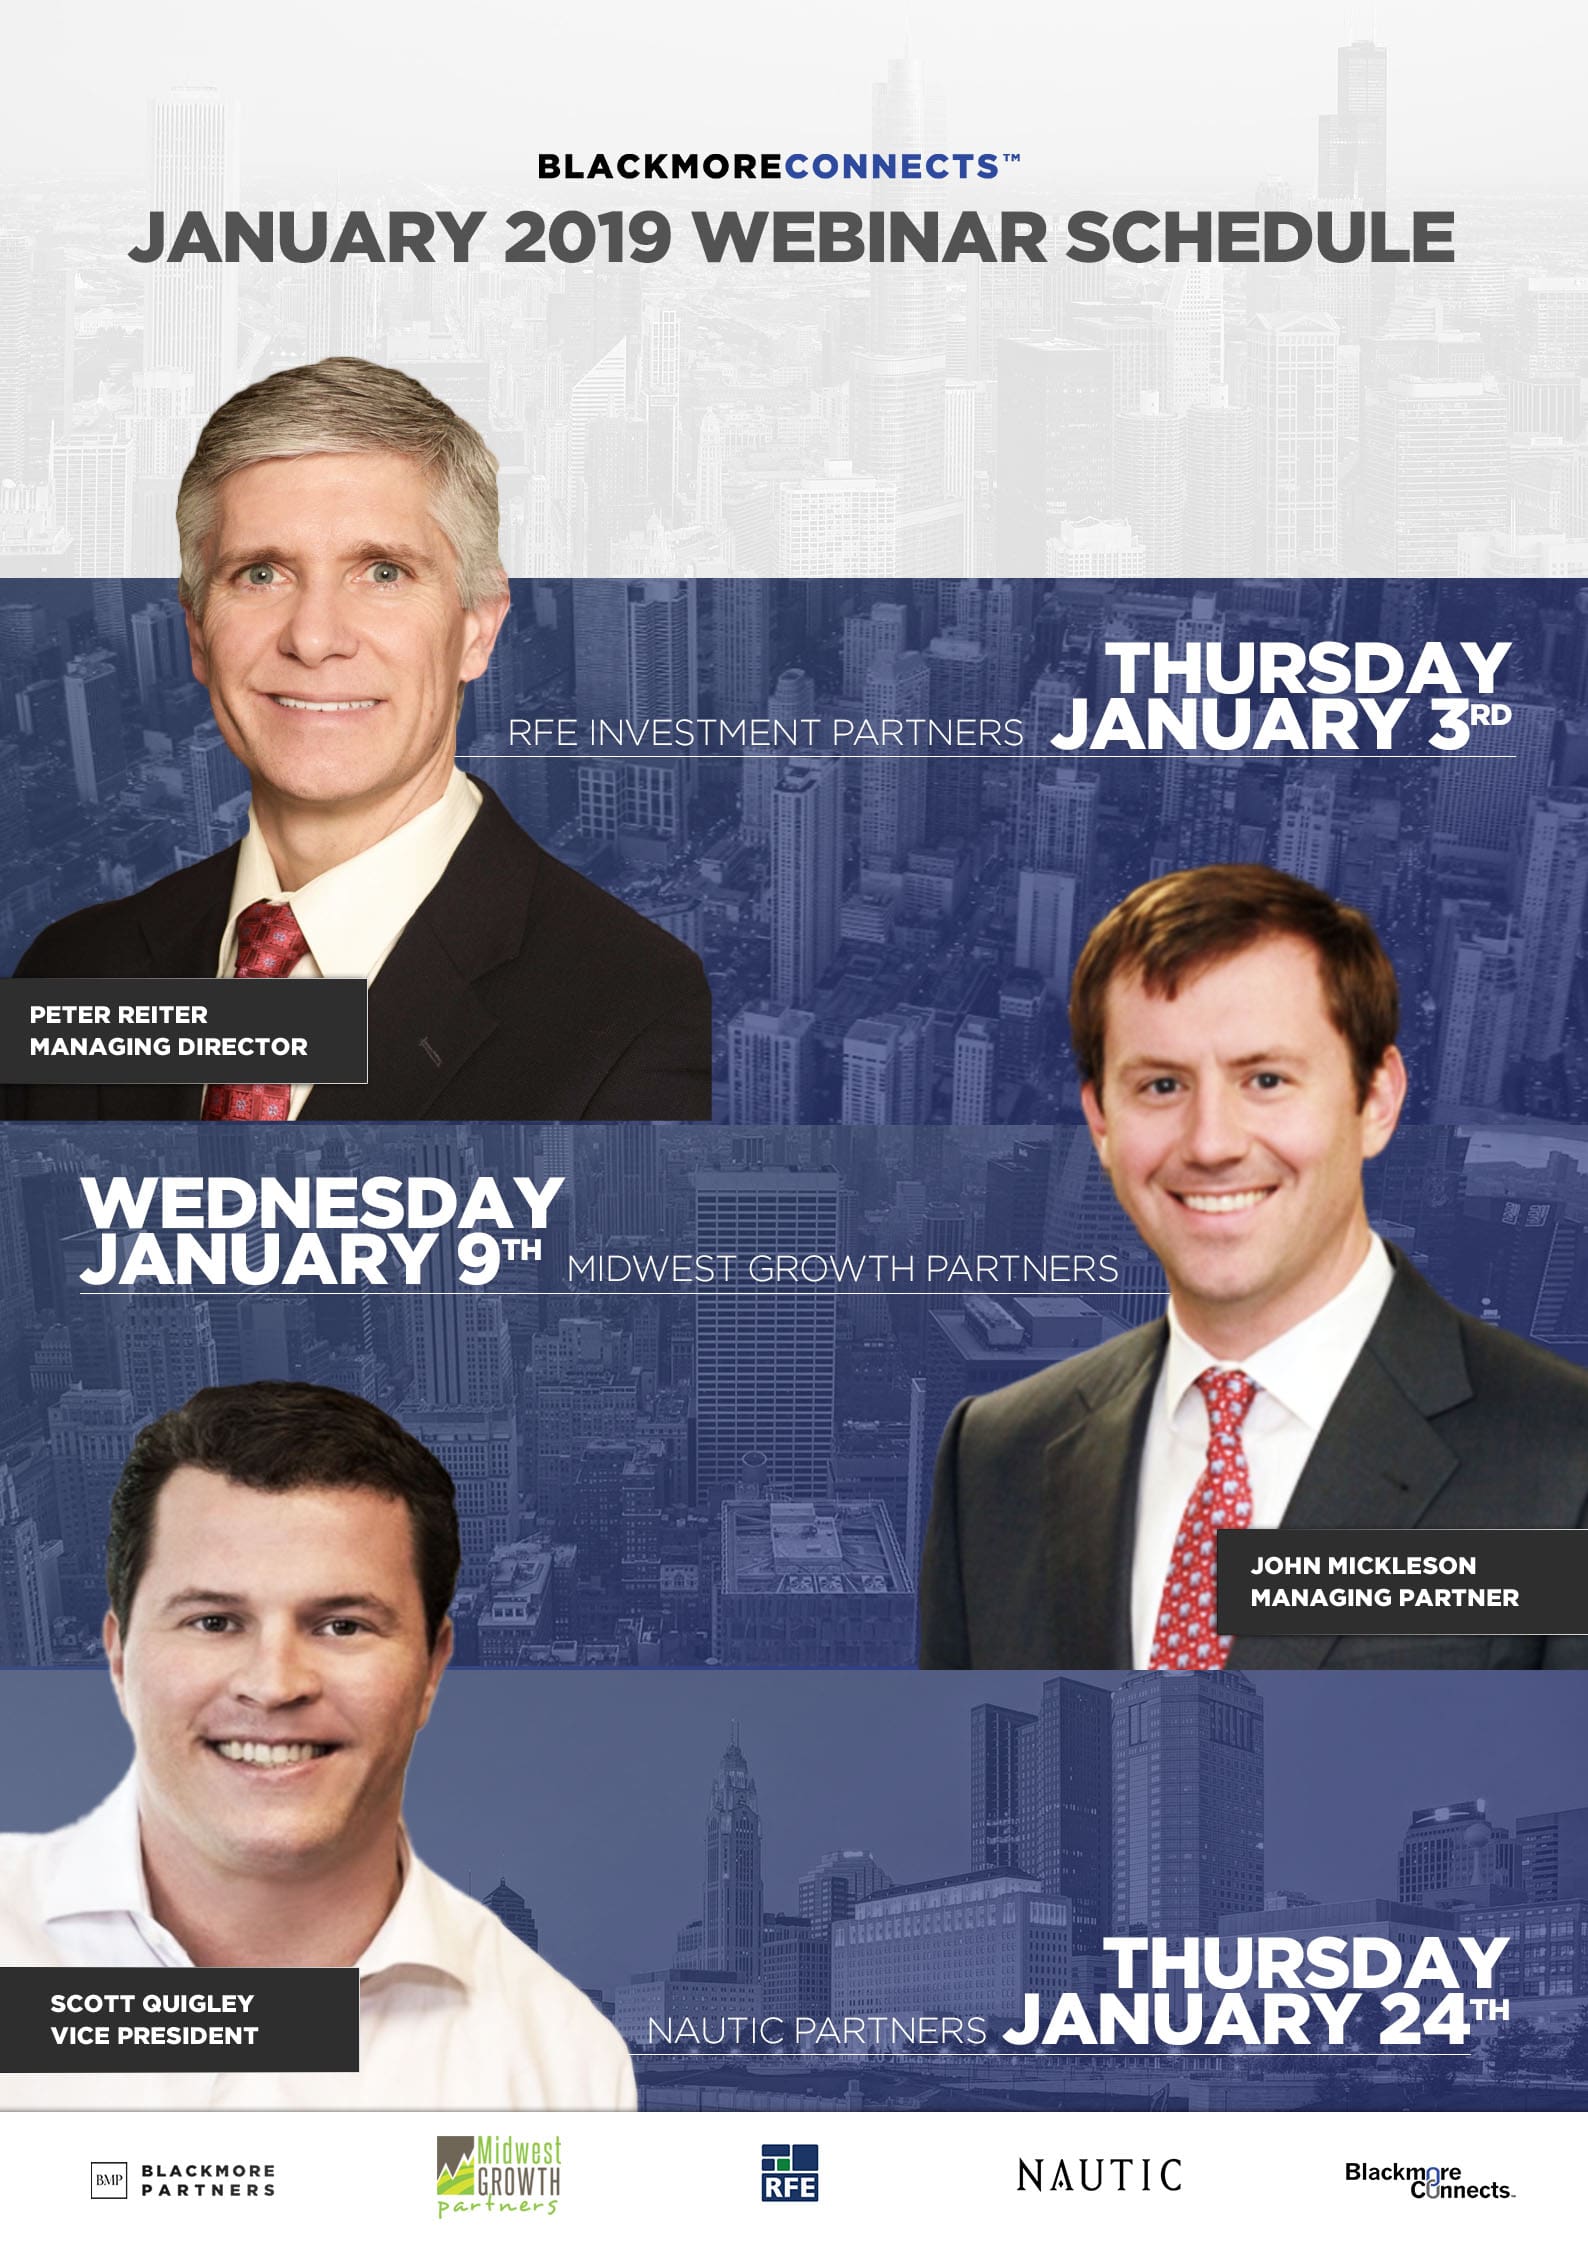 BLACKMORECONNECTS™
JANUARY 2019 WEBINAR SCHEDULE
THURSDAY
RFE INVESTMENT PARTNERS JANUARY 3RD
PETER REITER
MANAGING DIRECTOR
WEDNESDAY
JANUARY 9TH MIDWEST GROWTH PARTNERS
JOHN MICKLESON
MANAGING PARTNER
SCOTT QUIGLEY
VICE PRESIDENT
THURSDAY
NAUTIC PARTNERS JANUARY 24TH
BMP
BLACKMORE
PARTNERS
Midwest
GROWTH
partners
RFE
NAUTIC
Blackmore
Connects